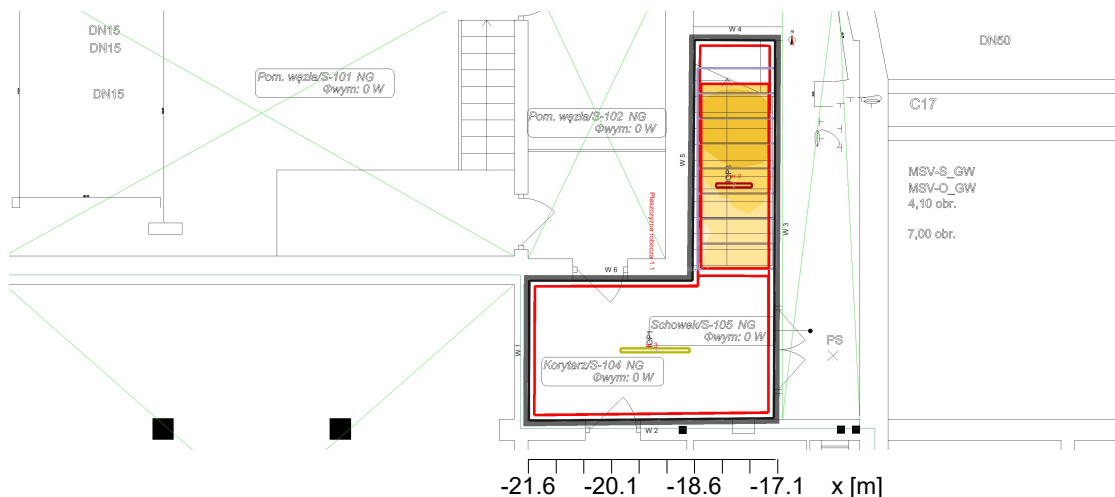 DN15
DN15
DN15
Pom. węzła/S-101 NG
Φwym: 0 W
Pom. węzła/S-102 NG
Φwym: 0 W
W 4
DN50
C17
W 5
W 3
MSV-S_GW
MSV-O_GW
4,10 obr.
7,00 obr.
Płaszczyzna robocza 1.1
W 6
Schowek/S-105 NG
Φwym: 0 W
PS
W 1
Korytarz/S-104 NG
Φwym: 0 W
W 2
-21.6 -20.1 -18.6 -17.1 x [m]